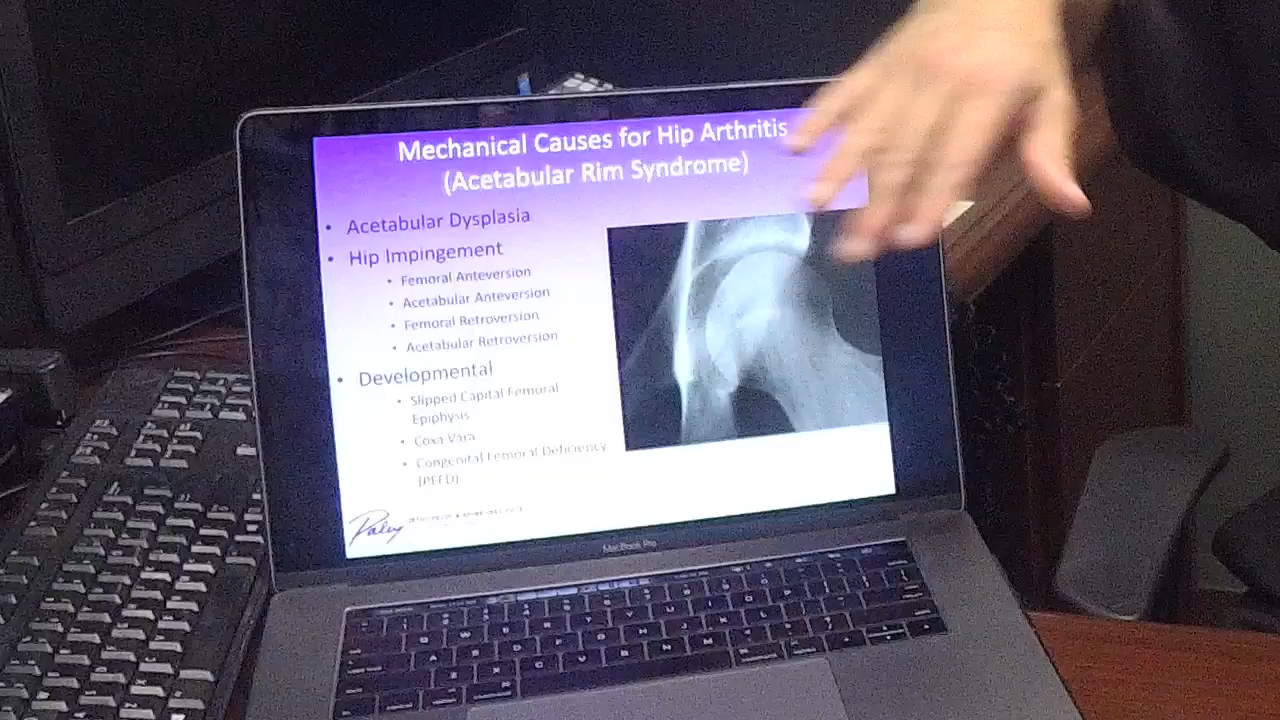 Mechanical Causes for Hip Arthritis
(Acetabular Rim Syndrome)
• Acetabular Dysplasia
• Hip Impingement
• Femoral Anteversion
• Acetabular Anteversion
• Femoral Retroversion
• Acetabular Retroversion
• Developmental
• Slipped Capital Femoral
Epiphysis
• Coxa Vara
• Congenital Femoral Deficiency
(PFFD)
Paley
MacBook Pro